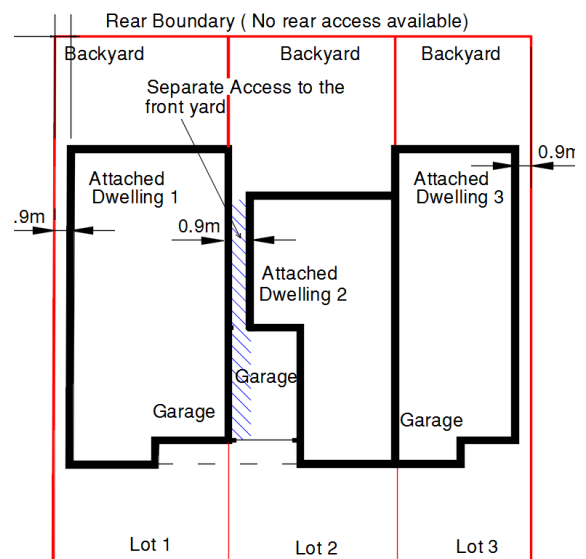 Rear Boundary ( No rear access available)
Backyard
Backyard
Backyard
Separate Access to the
front yard
0.9m
Attached
Dwelling 1
Attached
Dwelling 3
.9m
0.9m
Attached
Dwelling 2
Garage
Garage
Garage
Lot 1
Lot 2
Lot 3